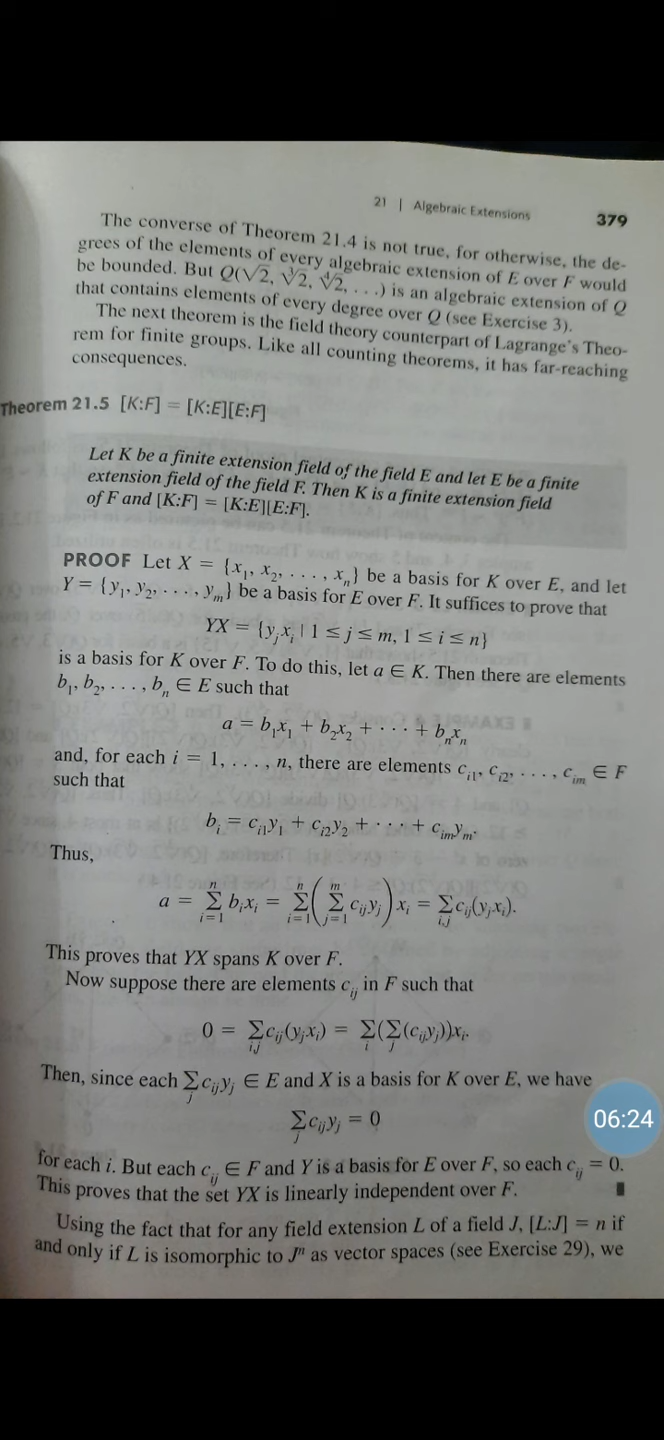 21 | Algebraic Extensions 379
The converse of Theorem 21.4 is not true, for otherwise, the de-
grees of the elements of every algebraic extension of E over F would
be bounded. But Q(√2, ∛2, ∜2, . . .) is an algebraic extension of Q
that contains elements of every degree over Q (see Exercise 3).
The next theorem is the field theory counterpart of Lagrange's Theo-
rem for finite groups. Like all counting theorems, it has far-reaching
consequences.
Theorem 21.5 [K:F] = [K:E][E:F]
Let K be a finite extension field of the field E and let E be a finite
extension field of the field F. Then K is a finite extension field
of F and [K:F] = [K:E][E:F].
PROOF Let X = {x₁, x₂, . . . , xₙ} be a basis for K over E, and let
Y = {y₁, y₂, . . . , yₘ} be a basis for E over F. It suffices to prove that
YX = {yⱼxᵢ | 1 ≤ j ≤ m, 1 ≤ i ≤ n}
is a basis for K over F. To do this, let a ∈ K. Then there are elements
b₁, b₂, . . . , bₙ ∈ E such that
a = b₁x₁ + b₂x₂ + · · · + bₙxₙ
and, for each i = 1, . . . , n, there are elements cᵢ₁, cᵢ₂, . . . , cᵢₘ ∈ F
such that
bᵢ = cᵢ₁y₁ + cᵢ₂y₂ + · · · + cᵢₘyₘ.
Thus,
a = ∑ᵢ₌₁ⁿ bᵢxᵢ = ∑ᵢ₌₁ⁿ (∑ⱼ₌₁ᵐ cᵢⱼyⱼ) xᵢ = ∑ᵢ,ⱼ cᵢⱼ(yⱼxᵢ).
This proves that YX spans K over F.
Now suppose there are elements cᵢⱼ in F such that
0 = ∑ᵢ,ⱼ cᵢⱼ(yⱼxᵢ) = ∑ᵢ(∑ⱼ(cᵢⱼyⱼ))xᵢ.
Then, since each ∑ⱼ cᵢⱼyⱼ ∈ E and X is a basis for K over E, we have
∑ⱼ cᵢⱼyⱼ = 0
06:24
for each i. But each cᵢⱼ ∈ F and Y is a basis for E over F, so each cᵢⱼ = 0.
This proves that the set YX is linearly independent over F. ∎
Using the fact that for any field extension L of a field J, [L:J] = n if
and only if L is isomorphic to Jⁿ as vector spaces (see Exercise 29), we